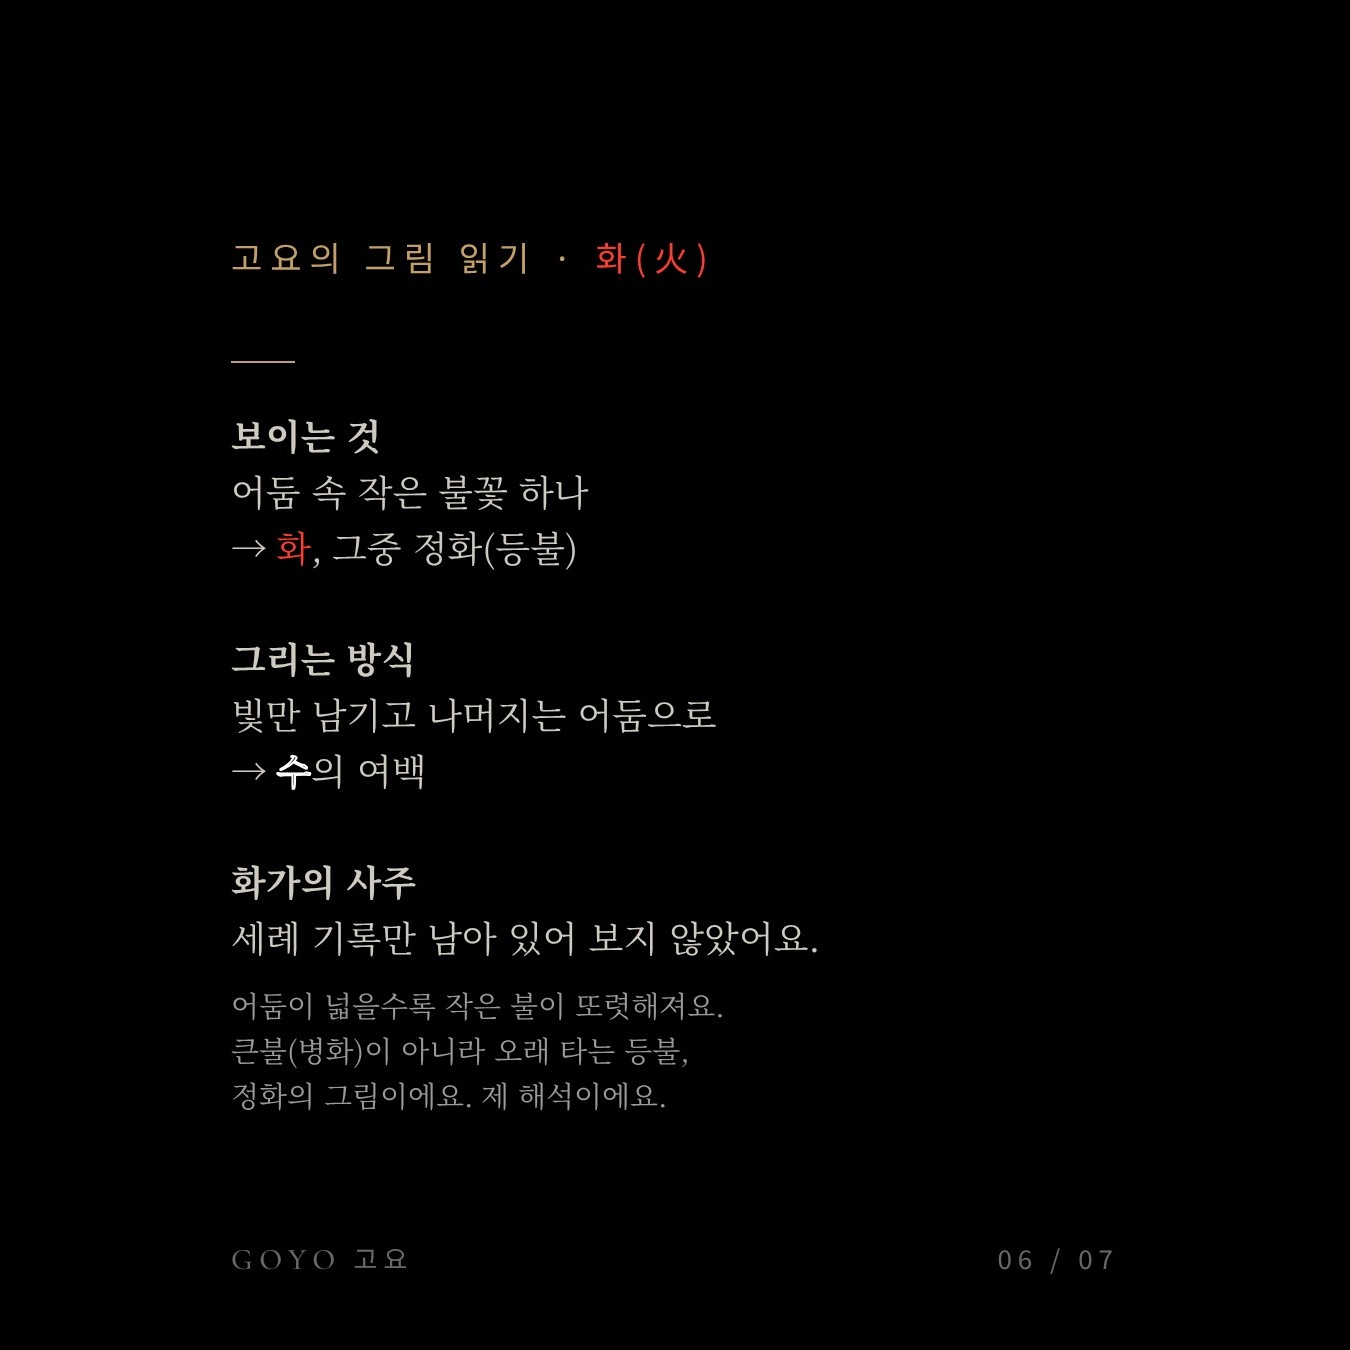 고요의 그림 읽기 · 화(火)
보이는 것
어둠 속 작은 불꽃 하나
→ 화, 그중 정화(등불)
그리는 방식
빛만 남기고 나머지는 어둠으로
→ 수의 여백
화가의 사주
세례 기록만 남아 있어 보지 않았어요.
어둠이 넓을수록 작은 불이 또렷해져요.
큰불(병화)이 아니라 오래 타는 등불,
정화의 그림이에요. 제 해석이에요.
GOYO 고요
06 / 07